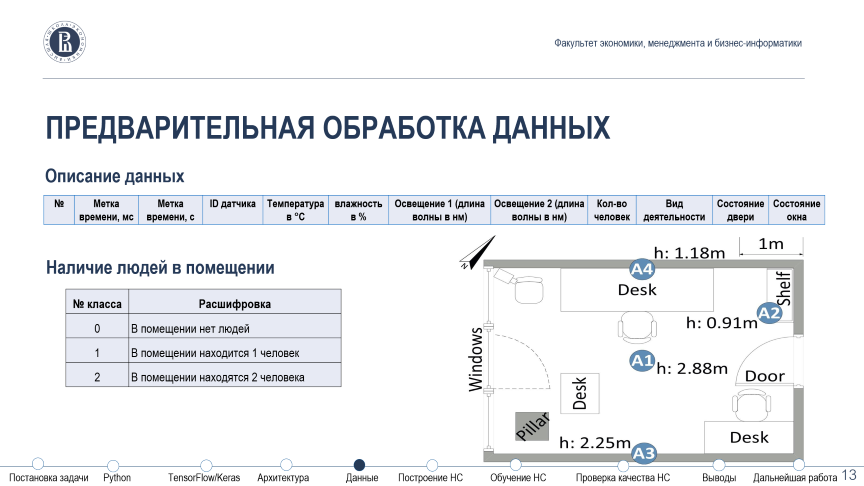 Факультет экономики, менеджмента и бизнес-информатики
ПРЕДВАРИТЕЛЬНАЯ ОБРАБОТКА ДАННЫХ
Описание данных
№ Метка времени, мс Метка времени, с ID датчика Температура в °C влажность в % Освещение 1 (длина волны в нм) Освещение 2 (длина волны в нм) Кол-во человек Вид деятельности Состояние двери Состояние окна
Наличие людей в помещении
№ класса Расшифровка
0 В помещении нет людей
1 В помещении находится 1 человек
2 В помещении находятся 2 человека
N
1m
h: 1.18m
A4
Desk
Shelf
A2
h: 0.91m
Windows
A1
h: 2.88m
Door
Desk
Pillar
Desk
h: 2.25m
A3
Постановка задачи Python TensorFlow/Keras Архитектура Данные Построение НС Обучение НС Проверка качества НС Выводы Дальнейшая работа 13